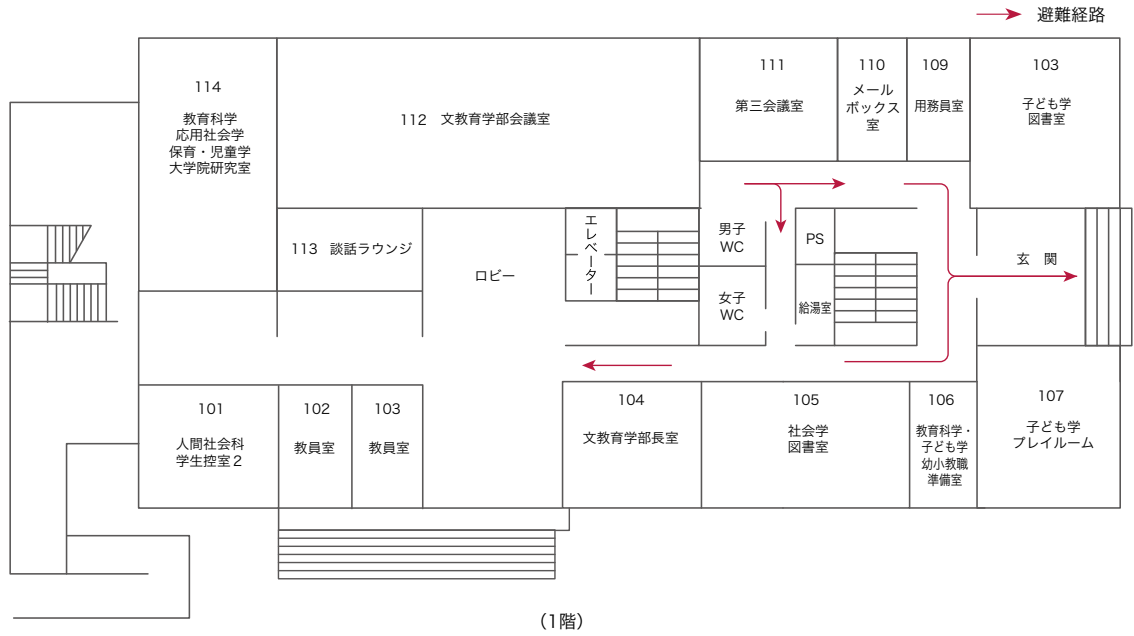 避難経路
114
教育科学
応用社会学
保育・児童学
大学院研究室
112 文教育学部会議室
111
第三会議室
110
メール
ボックス
室
109
用務員室
103
子ども学
図書室
113 談話ラウンジ
ロビー
エレベーター
男子
WC
女子
WC
PS
給湯室
玄 関
101
人間社会科
学生控室2
102
教員室
103
教員室
104
文教育学部長室
105
社会学
図書室
106
教育科学・
子ども学
幼小教職
準備室
107
子ども学
プレイルーム
（1階）